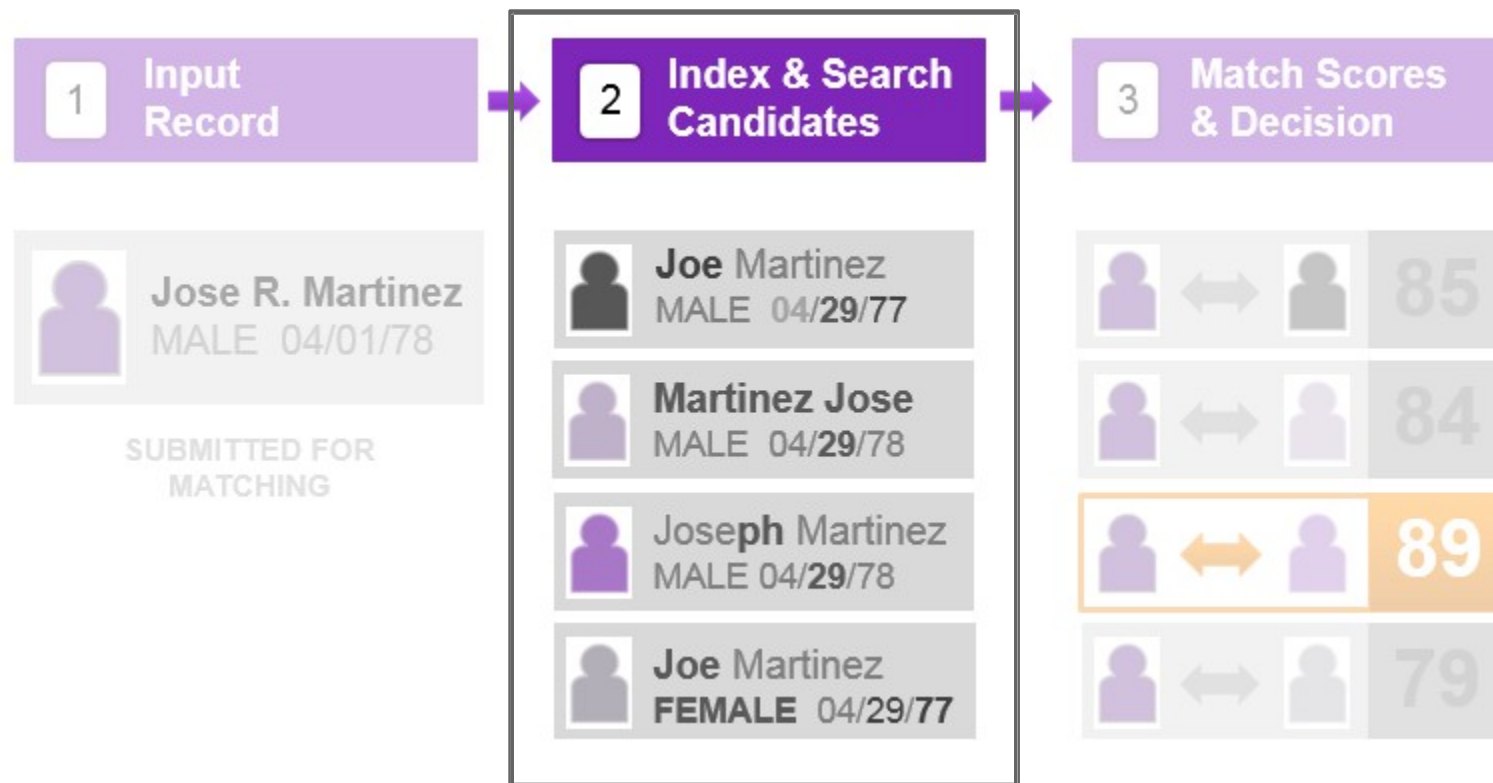 1
Input
Record
2
Index & Search
Candidates
3
Match Scores
& Decision
Jose R. Martinez
MALE 04/01/78
SUBMITTED FOR
MATCHING
Joe Martinez
MALE 04/29/77
Martinez Jose
MALE 04/29/78
Joseph Martinez
MALE 04/29/78
Joe Martinez
FEMALE 04/29/77
85
84
89
79